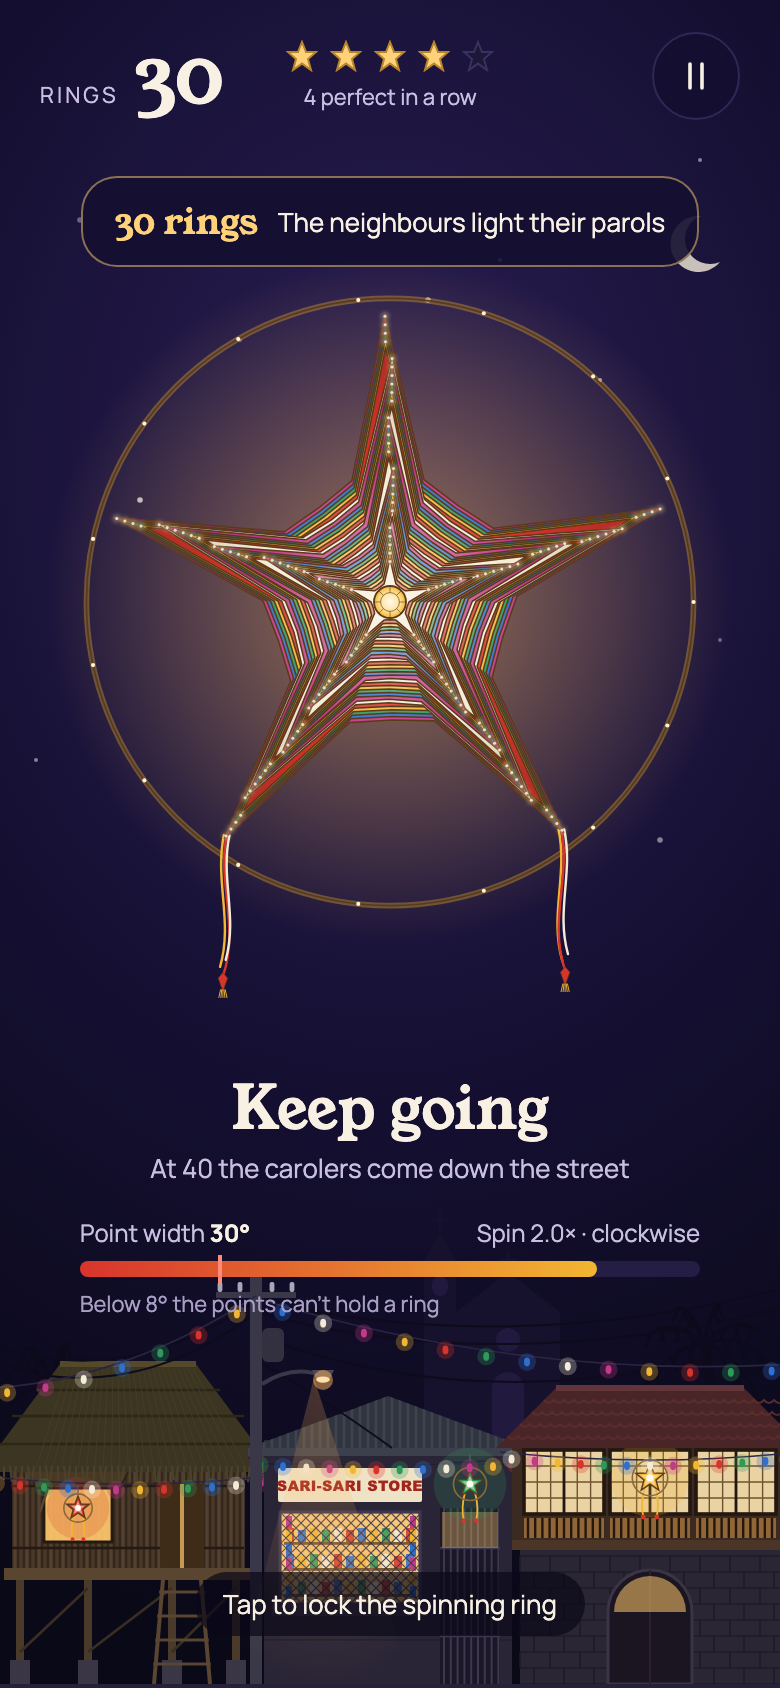 RINGS 30
4 perfect in a row
30 rings The neighbours light their parols
Keep going
At 40 the carolers come down the street
Point width 30° Spin 2.0× · clockwise
Below 8° the points can't hold a ring
SARI-SARI STORE
Tap to lock the spinning ring